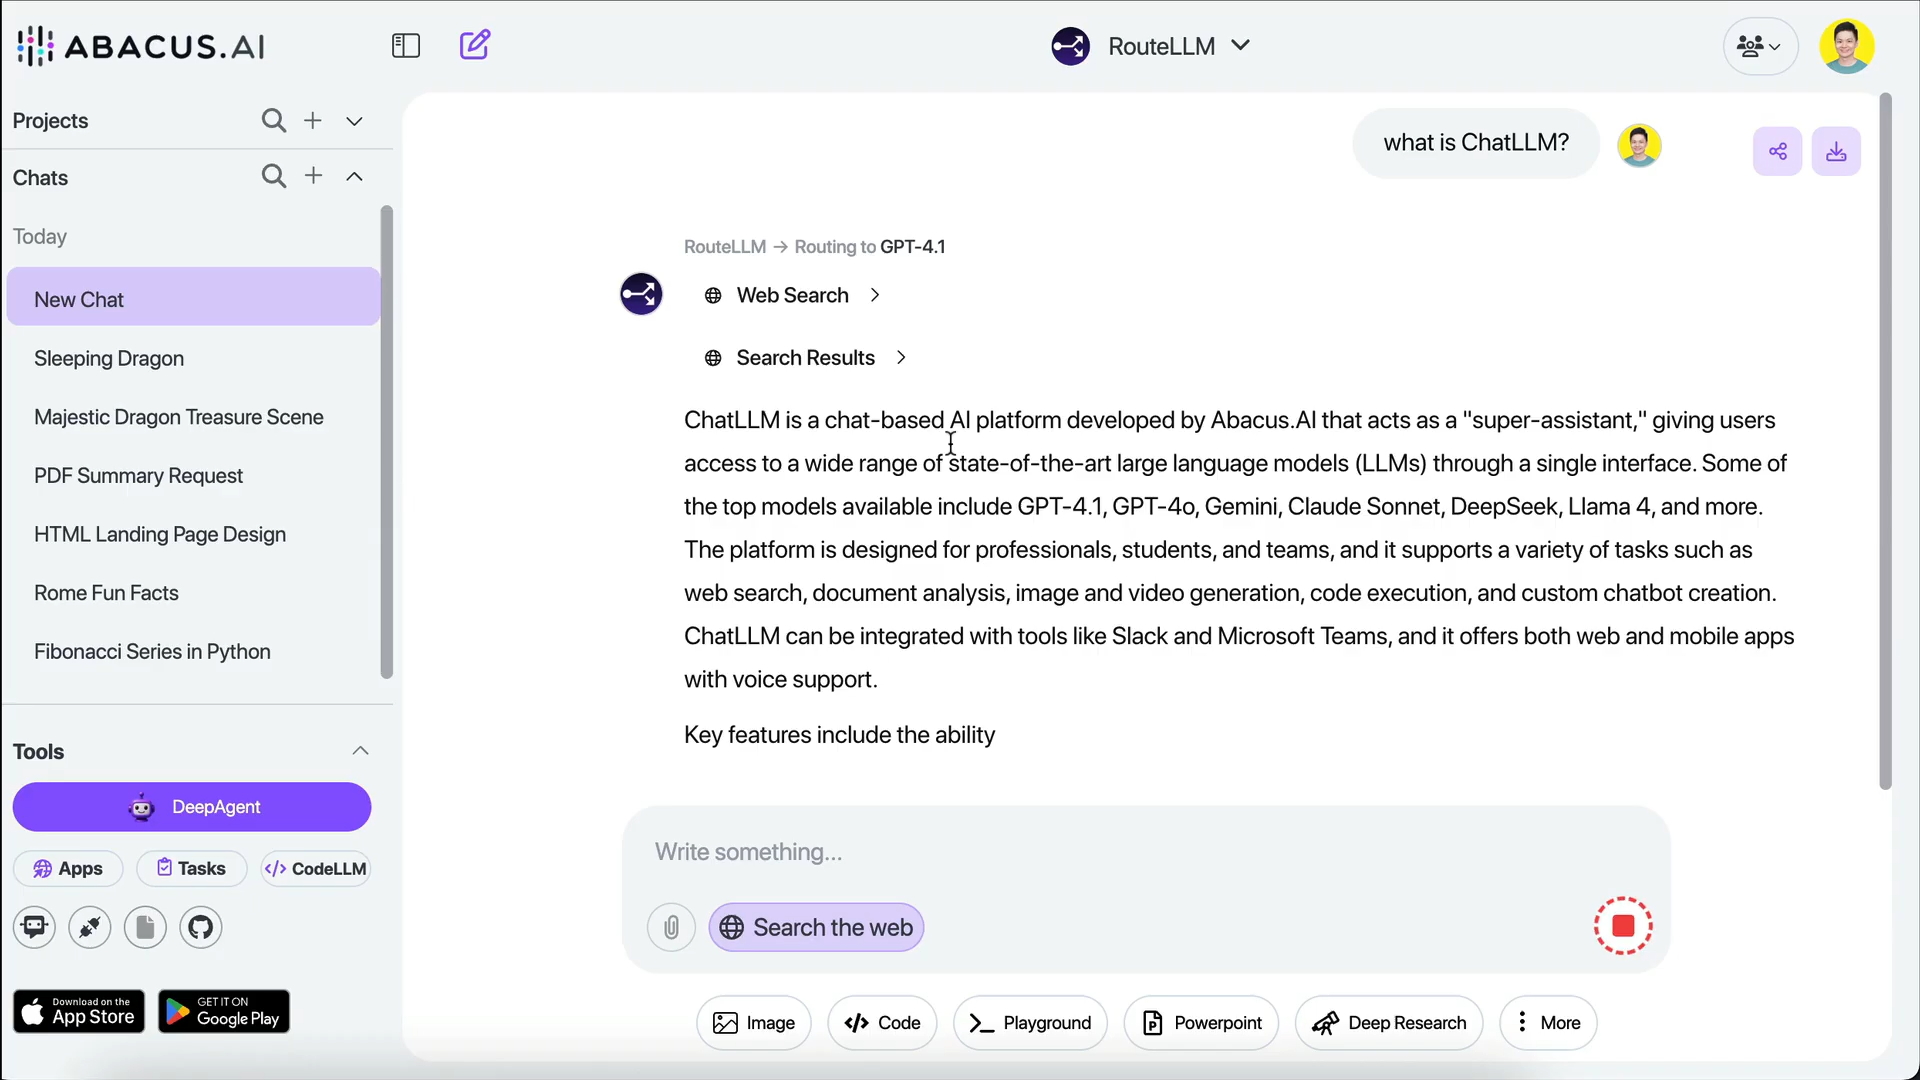 ABACUS.AI
RouteLLM
Projects
Chats
Today
New Chat
Sleeping Dragon
Majestic Dragon Treasure Scene
PDF Summary Request
HTML Landing Page Design
Rome Fun Facts
Fibonacci Series in Python
Tools
DeepAgent
Apps
Tasks
</> CodeLLM
Download on the
App Store
GET IT ON
Google Play
what is ChatLLM?
RouteLLM → Routing to GPT-4.1
Web Search
Search Results
ChatLLM is a chat-based AI platform developed by Abacus.AI that acts as a "super-assistant," giving users
access to a wide range of state-of-the-art large language models (LLMs) through a single interface. Some of
the top models available include GPT-4.1, GPT-4o, Gemini, Claude Sonnet, DeepSeek, Llama 4, and more.
The platform is designed for professionals, students, and teams, and it supports a variety of tasks such as
web search, document analysis, image and video generation, code execution, and custom chatbot creation.
ChatLLM can be integrated with tools like Slack and Microsoft Teams, and it offers both web and mobile apps
with voice support.
Key features include the ability
Write something...
Search the web
Image
Code
Playground
Powerpoint
Deep Research
More